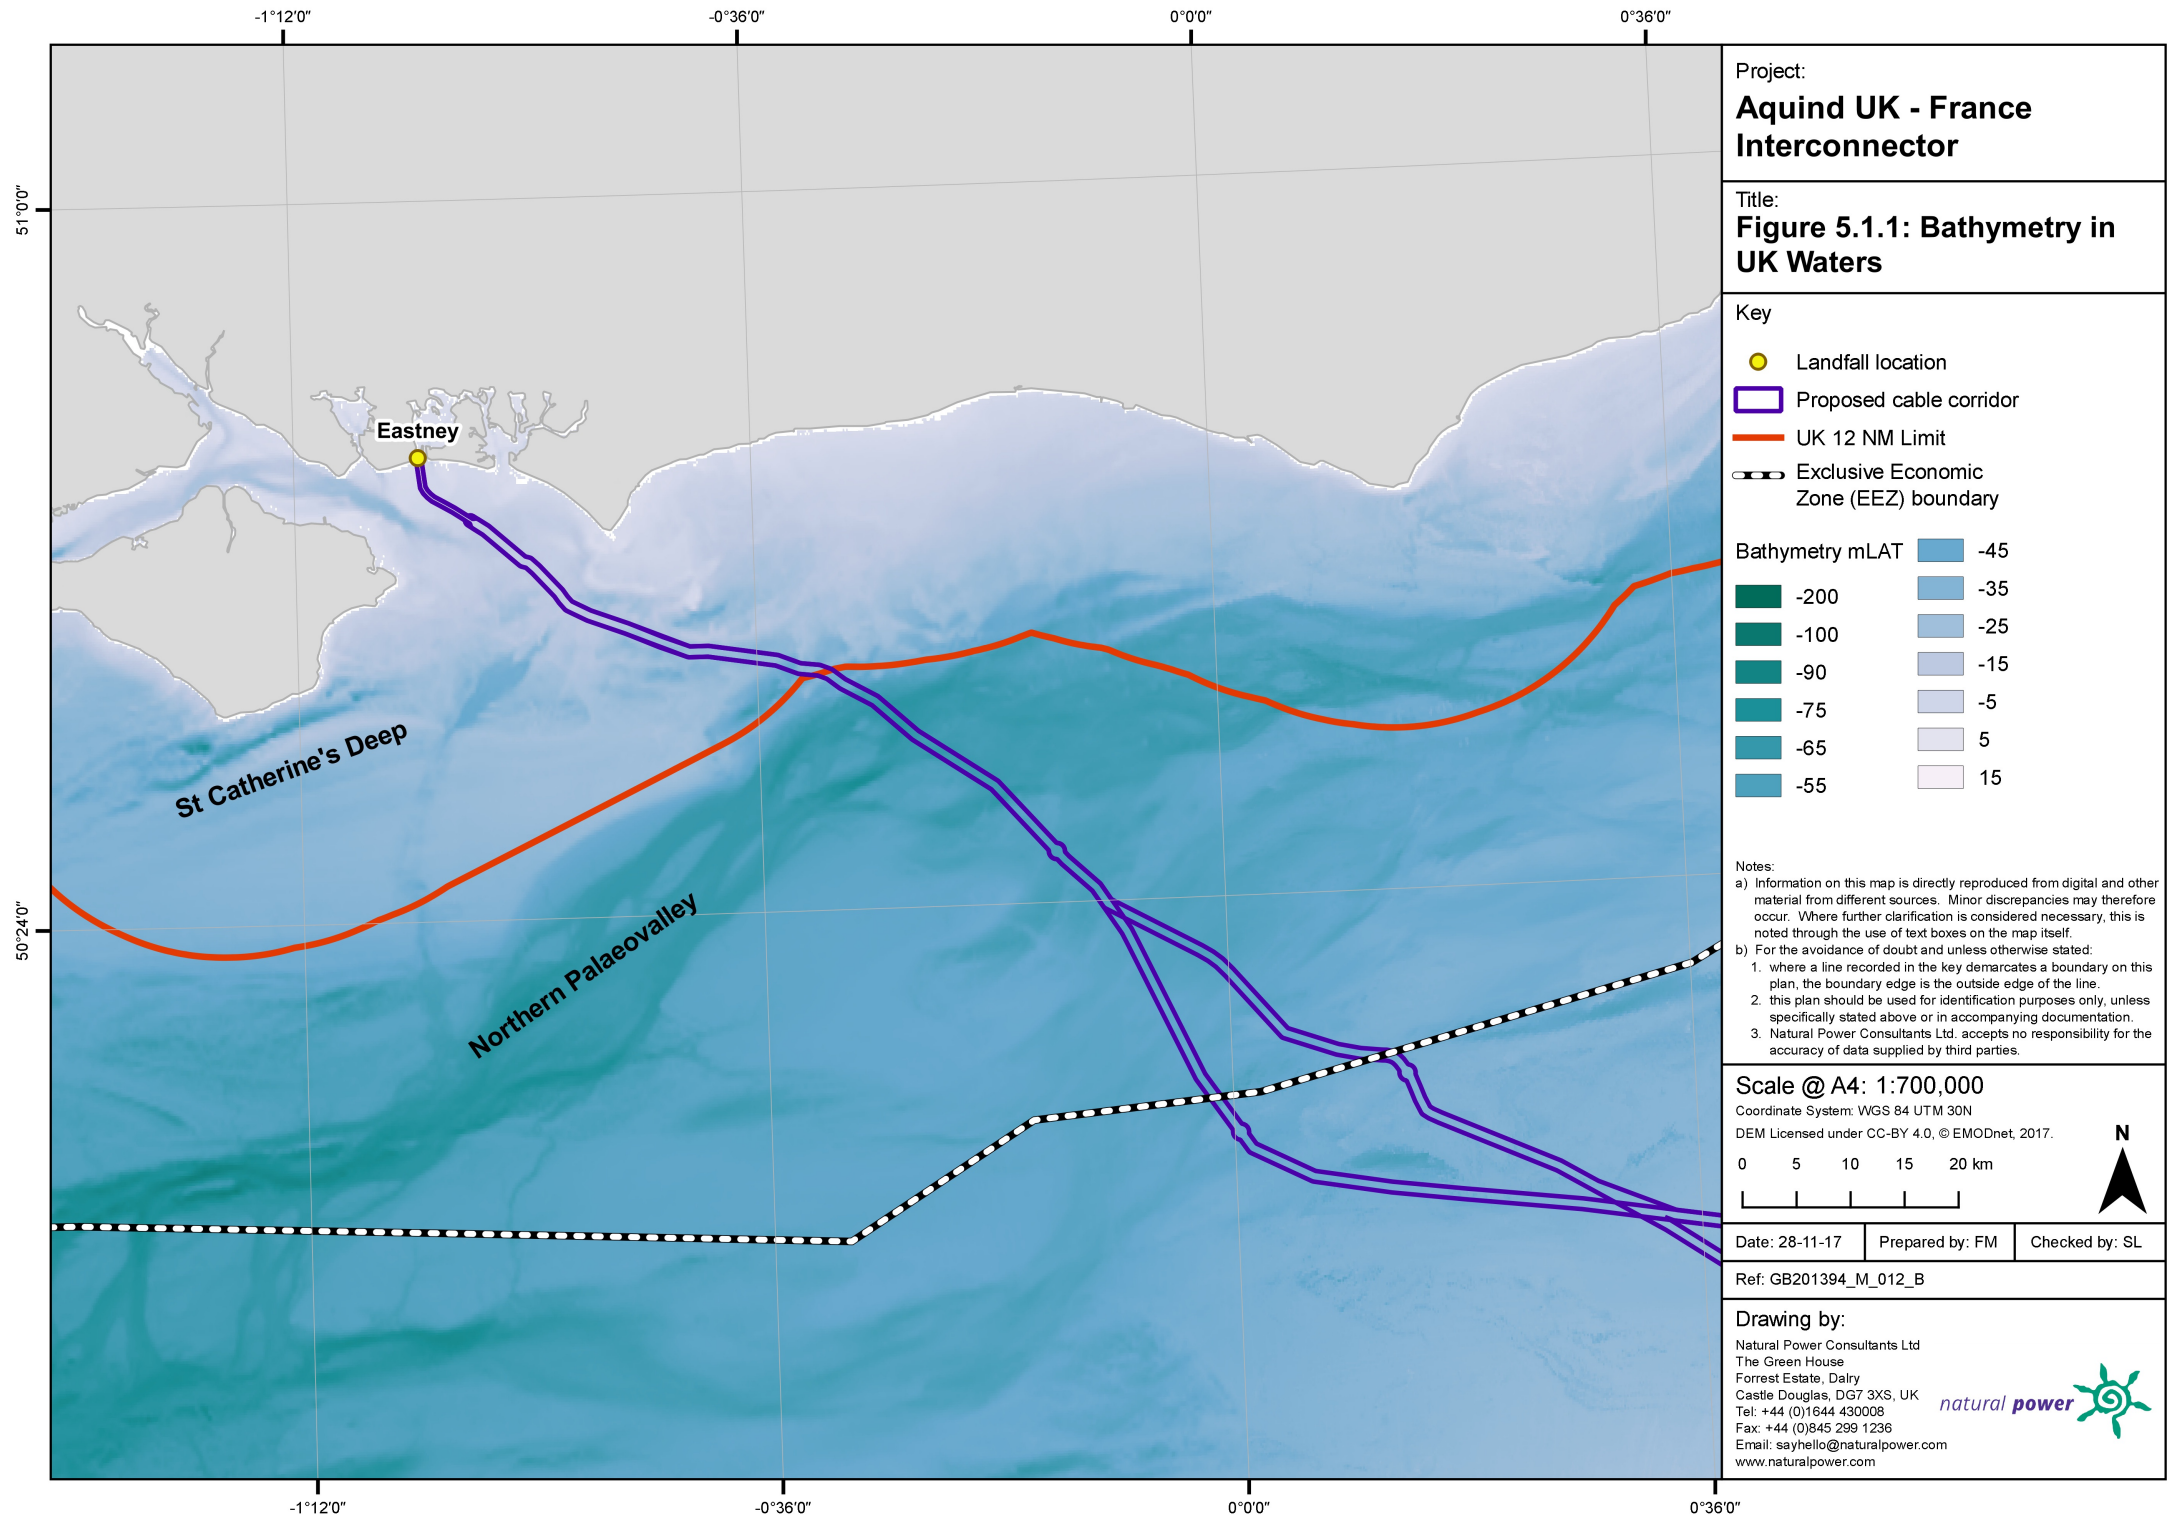 -1°12'0"
-0°36'0"
0°0'0"
0°36'0"
51°0'0"
50°24'0"
Eastney
St Catherine's Deep
Northern Palaeovalley
-1°12'0"
-0°36'0"
0°0'0"
0°36'0"
Project:
Aquind UK - France
Interconnector
Title:
Figure 5.1.1: Bathymetry in
UK Waters
Key
Landfall location
Proposed cable corridor
UK 12 NM Limit
Exclusive Economic
Zone (EEZ) boundary
Bathymetry mLAT
-200
-100
-90
-75
-65
-55
-45
-35
-25
-15
-5
5
15
Notes:
a) Information on this map is directly reproduced from digital and other
material from different sources. Minor discrepancies may therefore
occur. Where further clarification is considered necessary, this is
noted through the use of text boxes on the map itself.
b) For the avoidance of doubt and unless otherwise stated:
1. where a line recorded in the key demarcates a boundary on this
plan, the boundary edge is the outside edge of the line.
2. this plan should be used for identification purposes only, unless
specifically stated above or in accompanying documentation.
3. Natural Power Consultants Ltd. accepts no responsibility for the
accuracy of data supplied by third parties.
Scale @ A4: 1:700,000
Coordinate System: WGS 84 UTM 30N
DEM Licensed under CC-BY 4.0, © EMODnet, 2017.
N
0 5 10 15 20 km
Date: 28-11-17 Prepared by: FM Checked by: SL
Ref: GB201394_M_012_B
Drawing by:
Natural Power Consultants Ltd
The Green House
Forrest Estate, Dalry
Castle Douglas, DG7 3XS, UK
Tel: +44 (0)1644 430008
Fax: +44 (0)845 299 1236
Email: sayhello@naturalpower.com
www.naturalpower.com
natural power